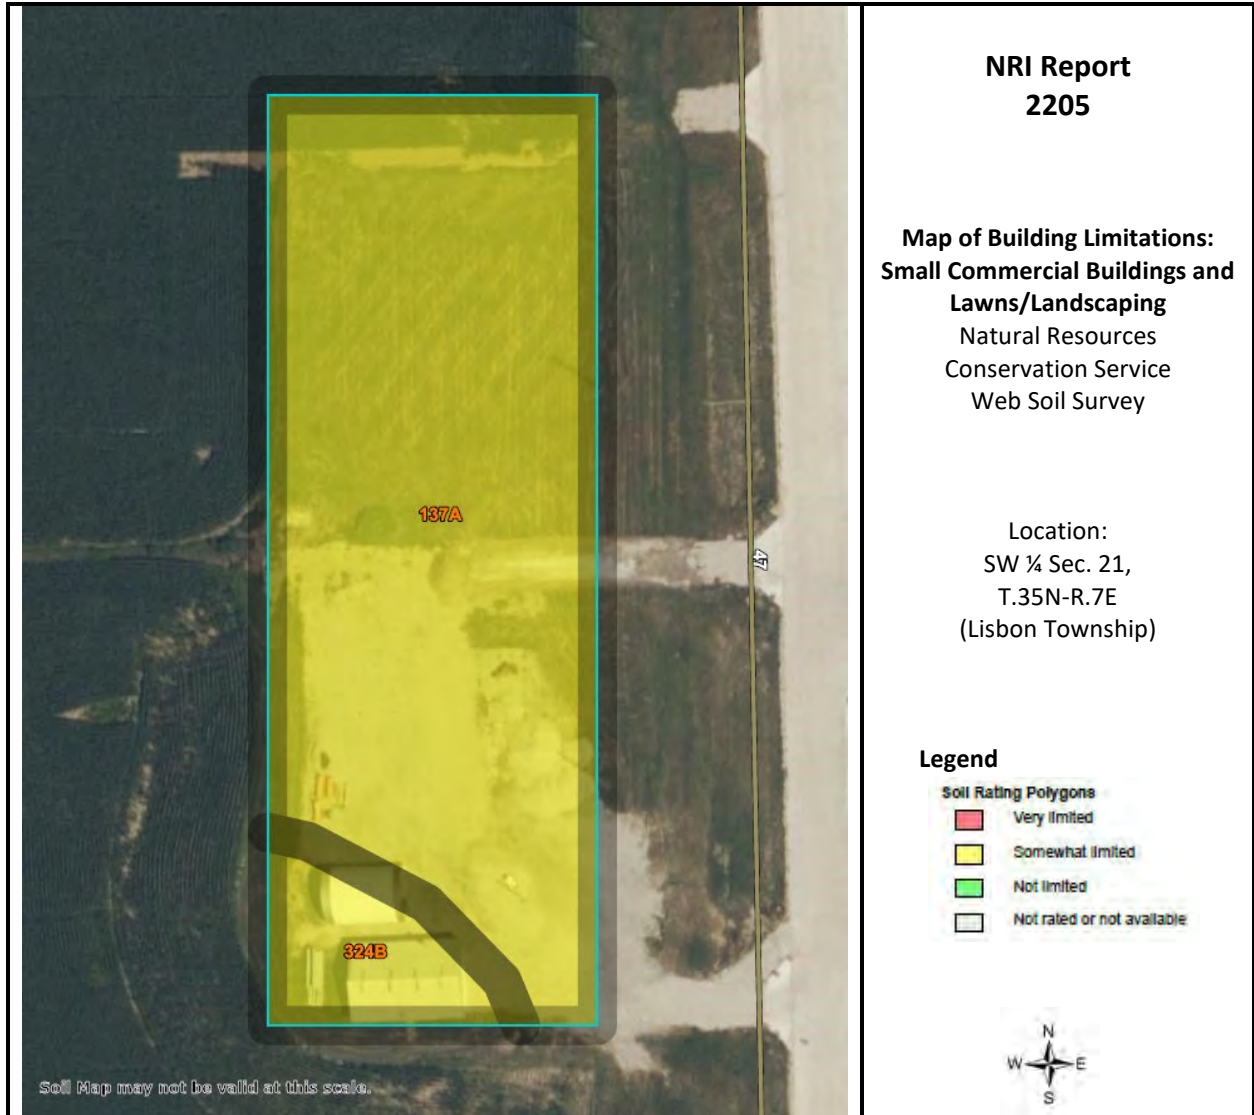 NRI Report
2205
Map of Building Limitations:
Small Commercial Buildings and
Lawns/Landscaping
Natural Resources
Conservation Service
Web Soil Survey
Location:
SW ¼ Sec. 21,
T.35N-R.7E
(Lisbon Township)
Legend
Soil Rating Polygons
Very limited
Somewhat limited
Not limited
Not rated or not available
N
W E
S
137A
47
324B
Soil Map may not be valid at this scale.